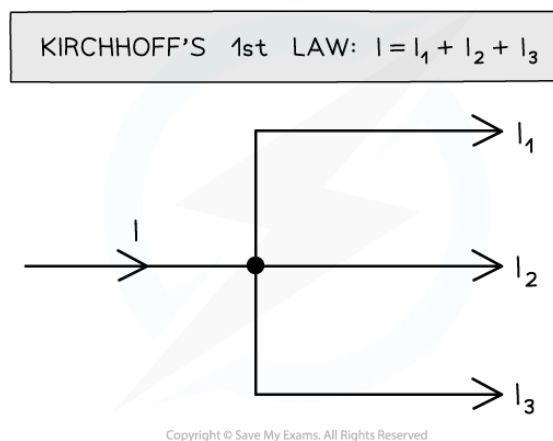 KIRCHHOFF'S 1st LAW: I = I₁ + I₂ + I₃
I₁
I
I₂
I₃
Copyright © Save My Exams. All Rights Reserved